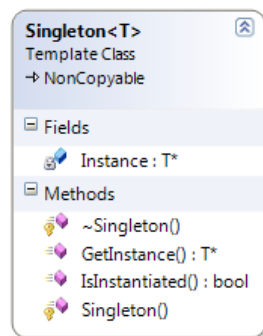 Singleton<T>
Template Class
NonCopyable
Fields
Instance : T*
Methods
~Singleton()
GetInstance() : T*
IsInstantiated() : bool
Singleton()